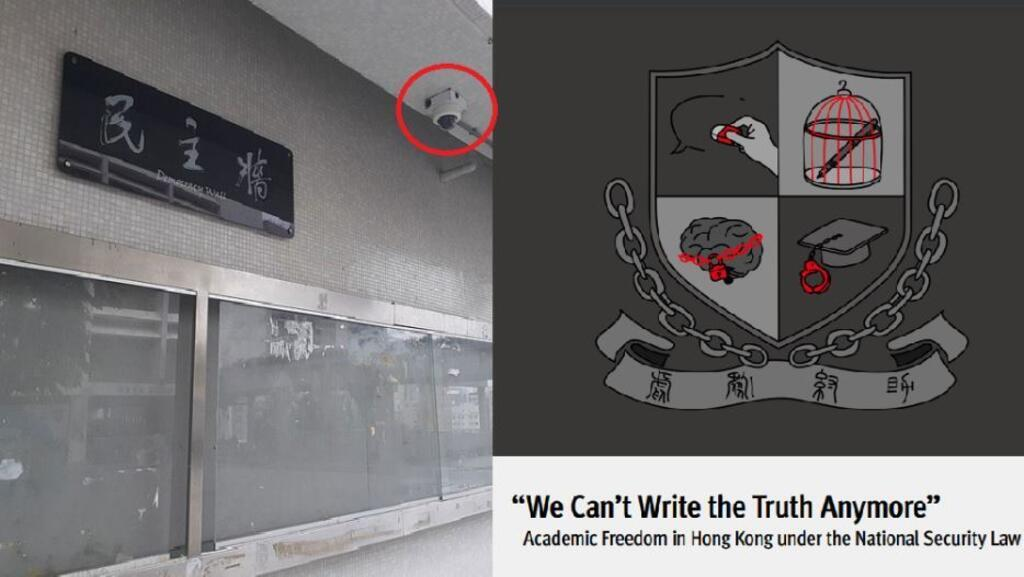 民主牆
Democracy Wall
“We Can’t Write the Truth Anymore”
Academic Freedom in Hong Kong under the National Security Law